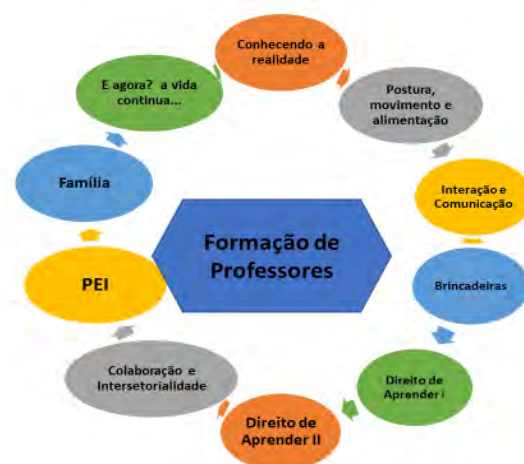 Conhecendo a
realidade
Postura,
movimento e
alimentação
Interação e
Comunicação
Brincadeiras
Direito de
Aprender I
Direito de
Aprender II
Colaboração e
Intersetorialidade
PEI
Família
E agora? a vida
continua...
Formação de
Professores